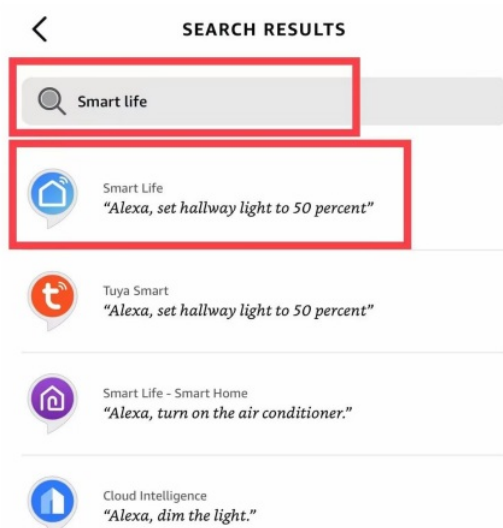 SEARCH RESULTS
Smart life
Smart Life
“Alexa, set hallway light to 50 percent”
Tuya Smart
“Alexa, set hallway light to 50 percent”
Smart Life - Smart Home
“Alexa, turn on the air conditioner.”
Cloud Intelligence
“Alexa, dim the light.”